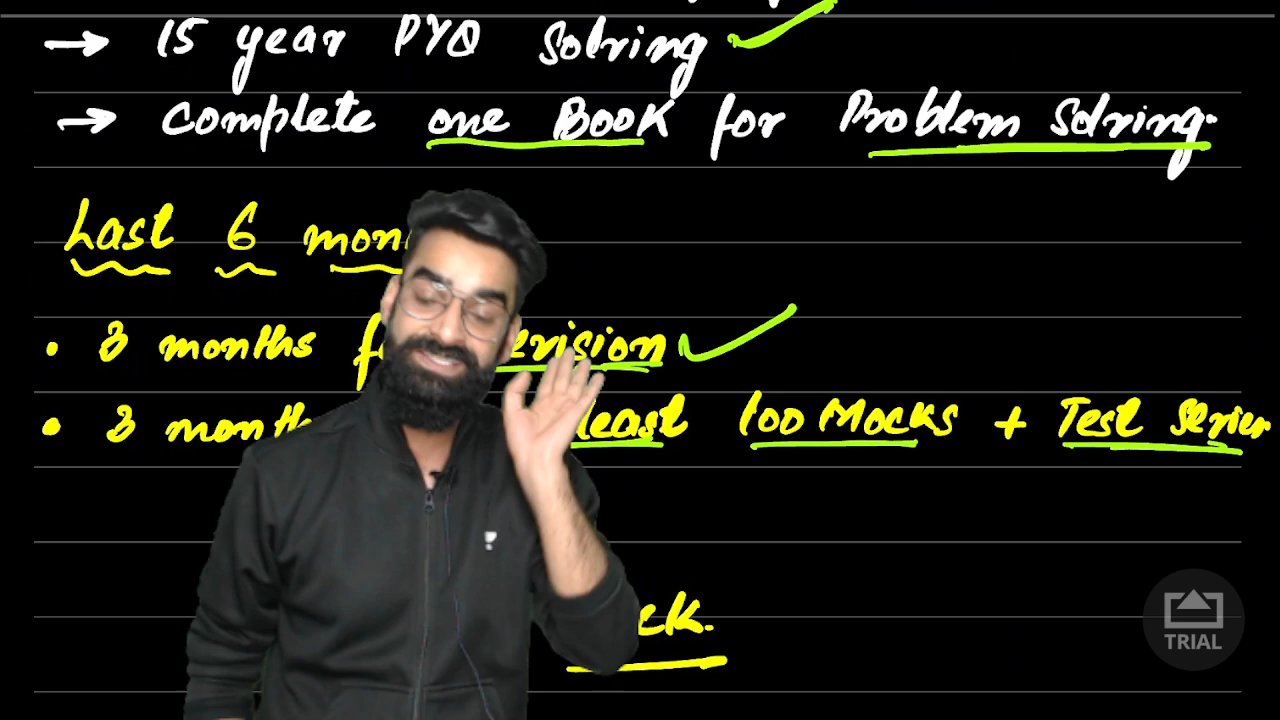 → 15 year PYQ Solving
→ Complete one Book for Problem Solving.
Last 6 mon
• 3 months f evision
• 3 month least 100 Mocks + Test Series
ck.
TRIAL